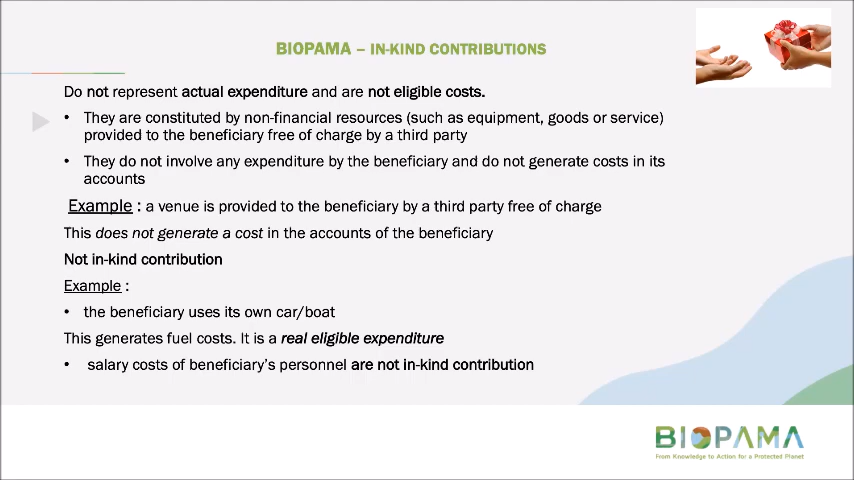 BIOPAMA – IN-KIND CONTRIBUTIONS
Do not represent actual expenditure and are not eligible costs.
• They are constituted by non-financial resources (such as equipment, goods or service)
provided to the beneficiary free of charge by a third party
• They do not involve any expenditure by the beneficiary and do not generate costs in its
accounts
Example : a venue is provided to the beneficiary by a third party free of charge
This does not generate a cost in the accounts of the beneficiary
Not in-kind contribution
Example :
• the beneficiary uses its own car/boat
This generates fuel costs. It is a real eligible expenditure
• salary costs of beneficiary's personnel are not in-kind contribution
BIOPAMA
From Knowledge to Action for a Protected Planet